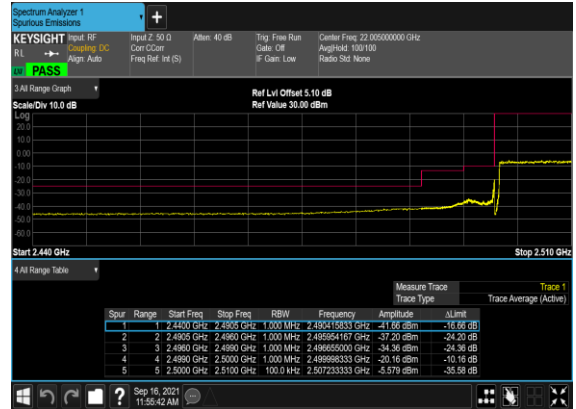 Spectrum Analyzer 1
Spurious Emissions
KEYSIGHT Input: RF Input Z: 50 Ω Atten: 40 dB Trig: Free Run Center Freq: 22.005000000 GHz
RL Coupling: DC Corr CCorr Gate: Off Avg|Hold: 100/100
Align: Auto Freq Ref: Int (S) IF Gain: Low Radio Std: None
LW PASS
3 All Range Graph
Ref Lvl Offset 5.10 dB
Scale/Div 10.0 dB Ref Value 30.00 dBm
Log
20.0
10.0
0.00
-10.0
-20.0
-30.0
-40.0
-50.0
-60.0
Start 2.440 GHz Stop 2.510 GHz
4 All Range Table
Measure Trace Trace 1
Trace Type Trace Average (Active)
Spur Range Start Freq Stop Freq RBW Frequency Amplitude ΔLimit
1 1 2.4400 GHz 2.4905 GHz 1.000 MHz 2.490415833 GHz -41.66 dBm -16.66 dB
2 2 2.4905 GHz 2.4960 GHz 1.000 MHz 2.495954167 GHz -37.20 dBm -24.20 dB
3 3 2.4960 GHz 2.4990 GHz 1.000 MHz 2.496655000 GHz -34.36 dBm -24.36 dB
4 4 2.4990 GHz 2.5000 GHz 1.000 MHz 2.499998333 GHz -20.16 dBm -10.16 dB
5 5 2.5000 GHz 2.5100 GHz 100.0 kHz 2.507233333 GHz -5.579 dBm -35.58 dB
Sep 16, 2021
11:55:42 AM